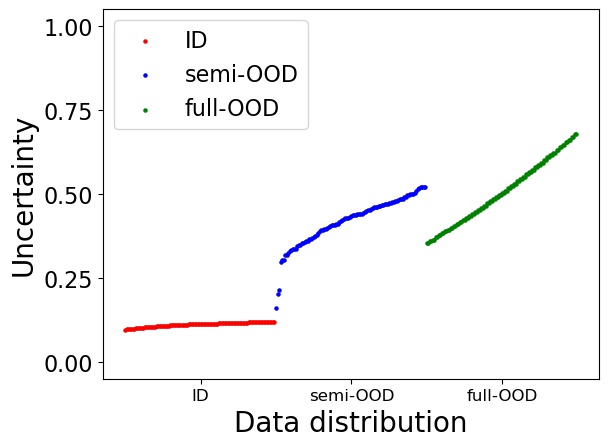 1.00
0.75
0.50
0.25
0.00
Uncertainty
ID
semi-OOD
full-OOD
ID semi-OOD full-OOD
Data distribution